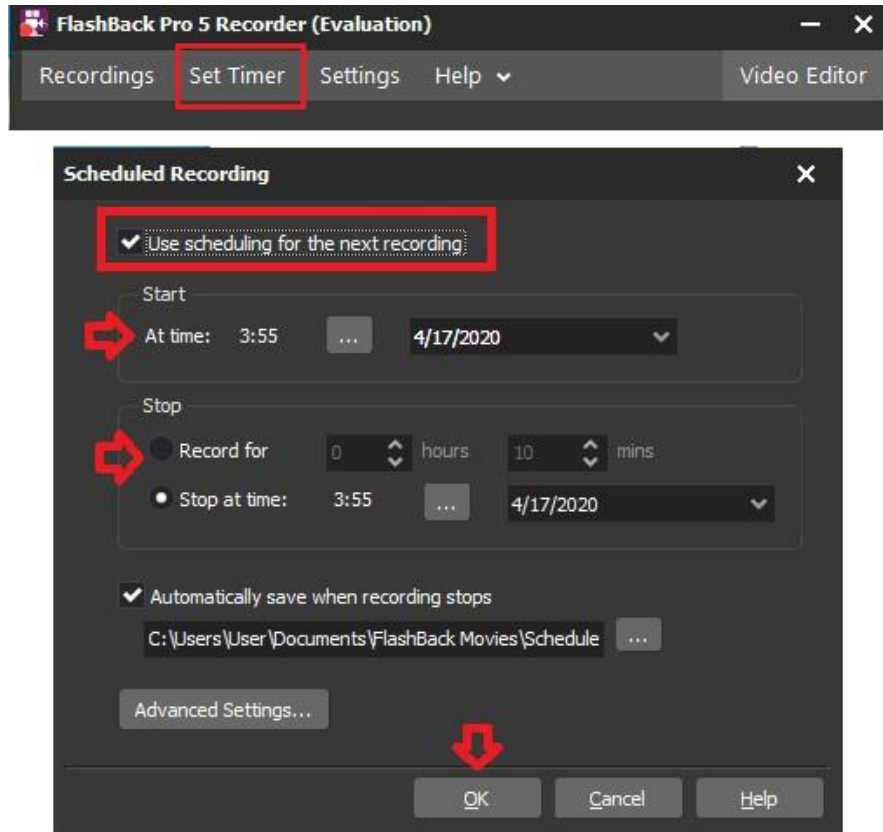 FlashBack Pro 5 Recorder (Evaluation)
Recordings Set Timer Settings Help Video Editor
Scheduled Recording
Use scheduling for the next recording
Start
At time: 3:55 ... 4/17/2020
Stop
Record for 0 hours 10 mins
Stop at time: 3:55 ... 4/17/2020
Automatically save when recording stops
C:\Users\User\Documents\FlashBack Movies\Schedule ...
Advanced Settings...
OK Cancel Help